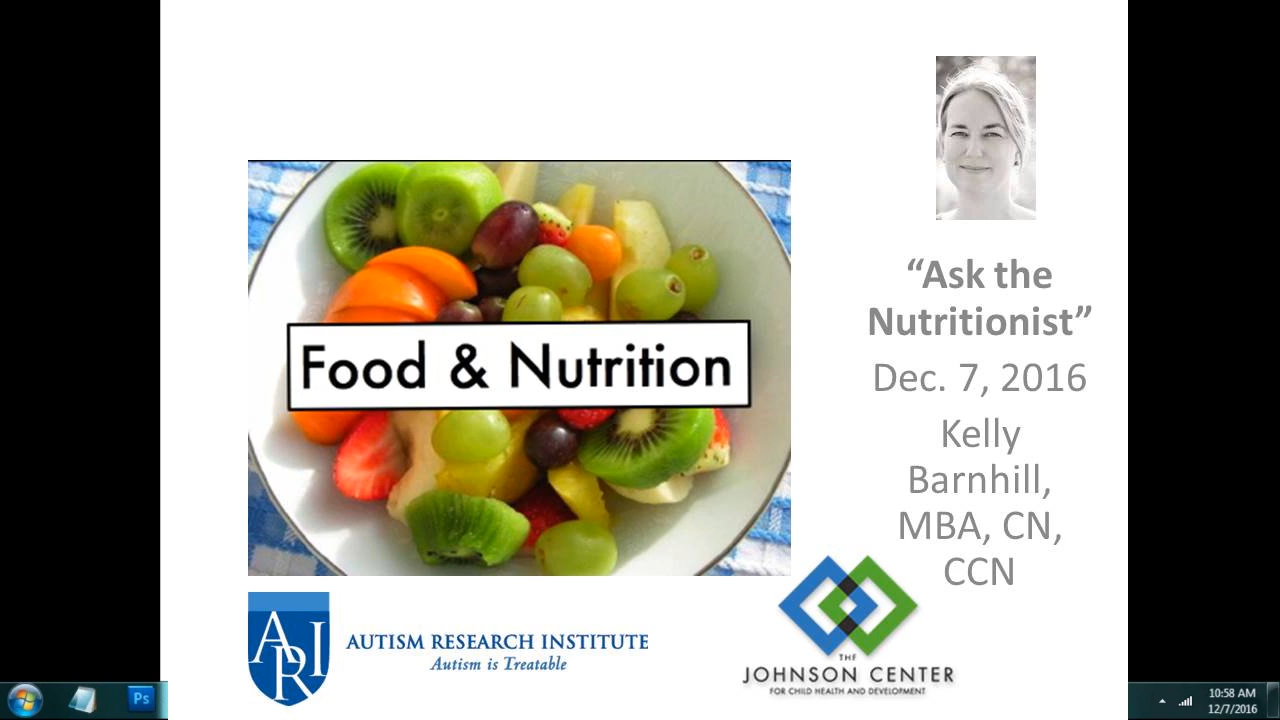 “Ask the
Nutritionist”
Dec. 7, 2016
Kelly
Barnhill,
MBA, CN,
CCN
Food & Nutrition
ARI
AUTISM RESEARCH INSTITUTE
Autism is Treatable
THE
JOHNSON CENTER
FOR CHILD HEALTH AND DEVELOPMENT
Ps
10:58 AM
12/7/2016